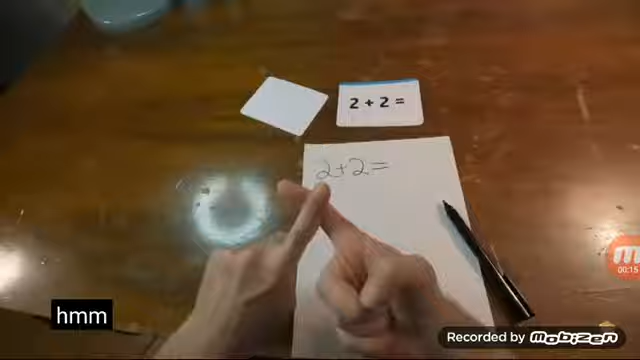 2 + 2 =
2+2=
hmm
00:15
Recorded by Mobizen